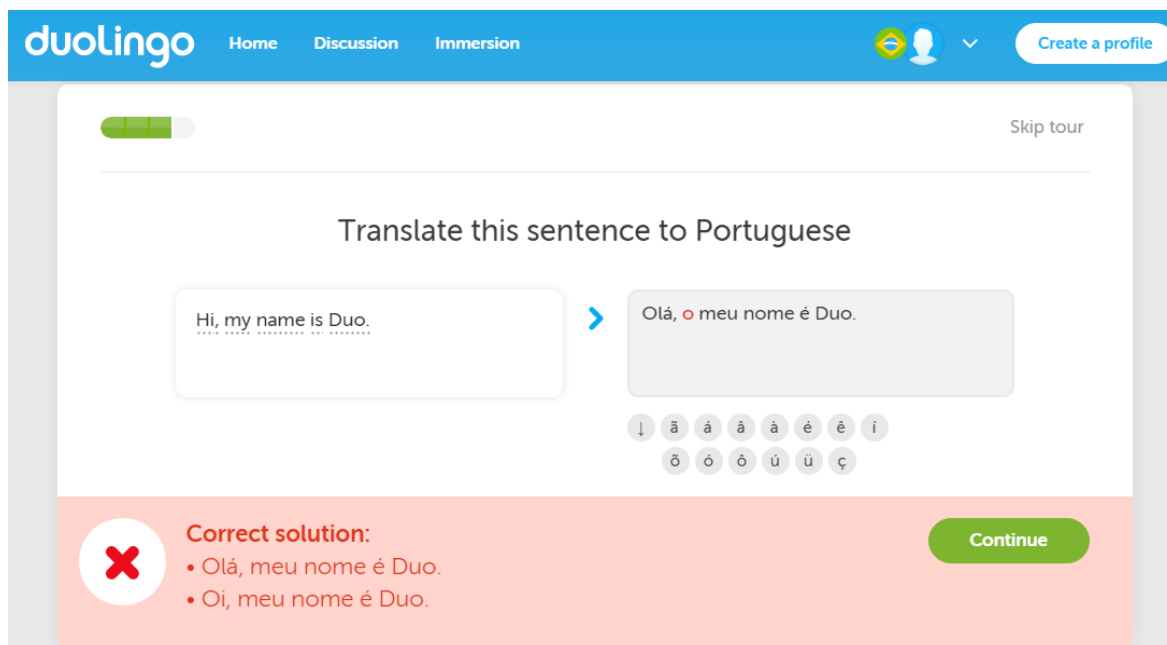 duolingo Home Discussion Immersion Create a profile
Skip tour
Translate this sentence to Portuguese
Hi, my name is Duo.
Olá, o meu nome é Duo.
↓ ã á â à é ê í
õ ó ô ú ü ç
Correct solution:
• Olá, meu nome é Duo.
• Oi, meu nome é Duo.
Continue